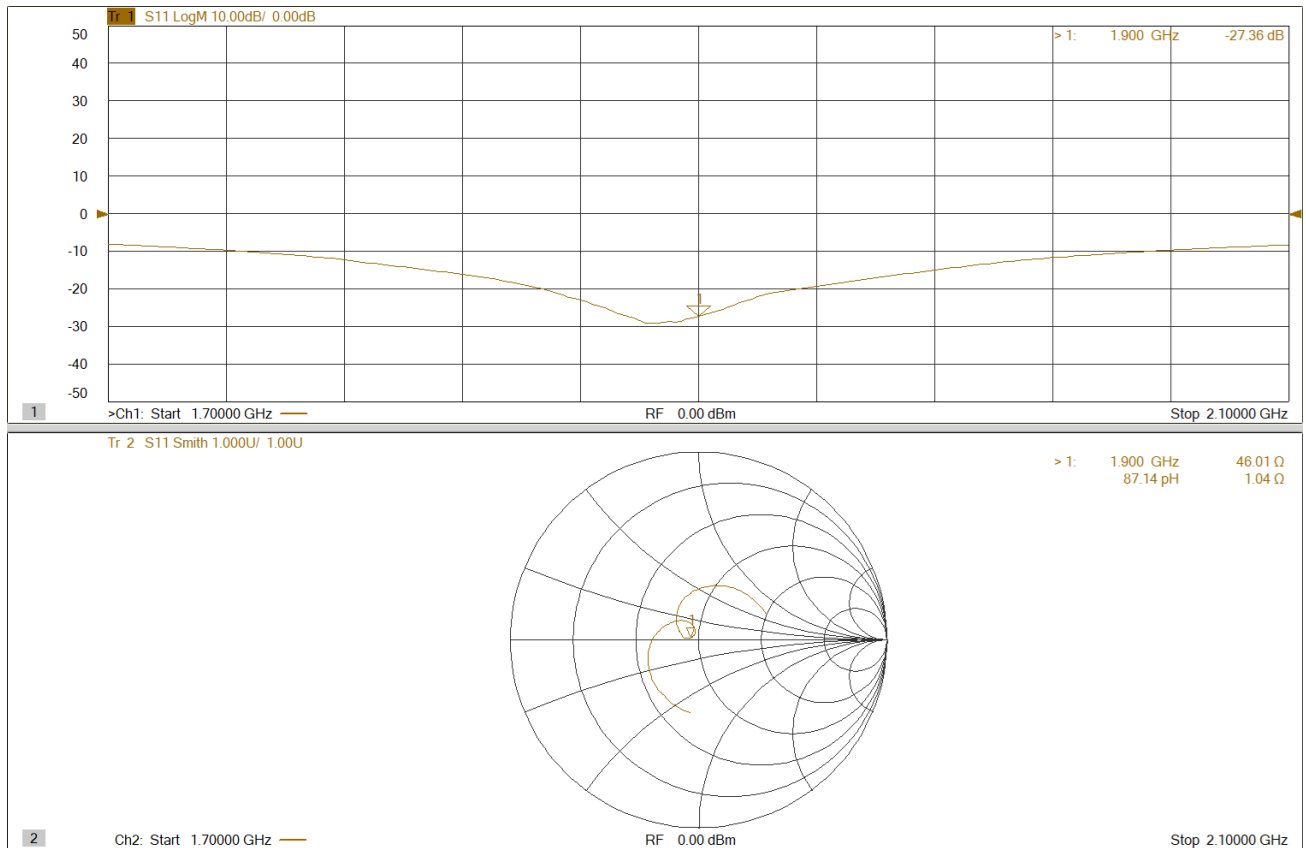 Tr 1 S11 LogM 10.00dB/ 0.00dB
> 1: 1.900 GHz -27.36 dB
50
40
30
20
10
0
-10
-20
-30
-40
-50
1
1 >Ch1: Start 1.70000 GHz RF 0.00 dBm Stop 2.10000 GHz
Tr 2 S11 Smith 1.000U/ 1.00U
> 1: 1.900 GHz 46.01 Ω
87.14 pH 1.04 Ω
1
2 Ch2: Start 1.70000 GHz RF 0.00 dBm Stop 2.10000 GHz